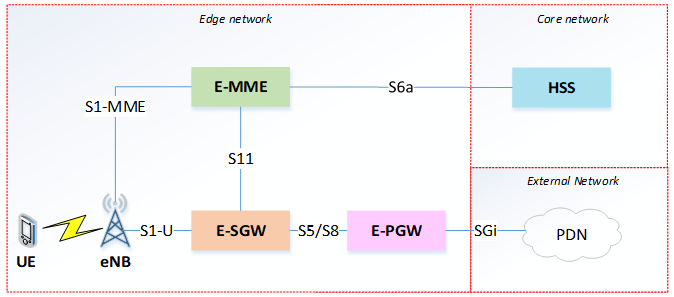 Edge network
Core network
E-MME
S6a
HSS
S1-MME
S11
External Network
UE
eNB
S1-U
E-SGW
S5/S8
E-PGW
SGi
PDN